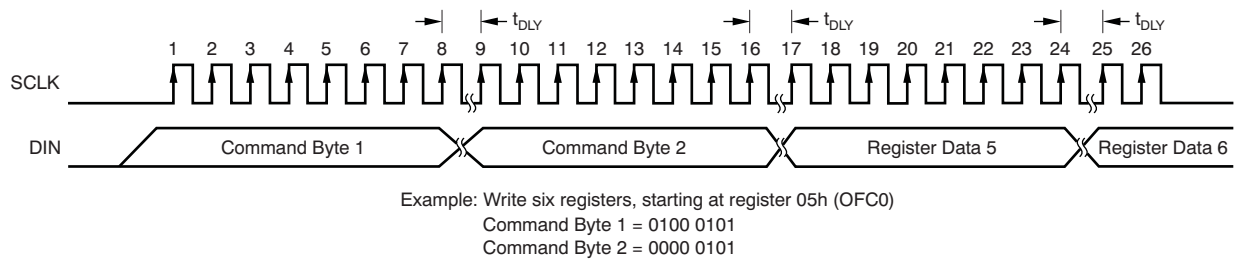 t_DLY t_DLY t_DLY
1 2 3 4 5 6 7 8 9 10 11 12 13 14 15 16 17 18 19 20 21 22 23 24 25 26
SCLK
DIN Command Byte 1 Command Byte 2 Register Data 5 Register Data 6
Example: Write six registers, starting at register 05h (OFC0)
Command Byte 1 = 0100 0101
Command Byte 2 = 0000 0101